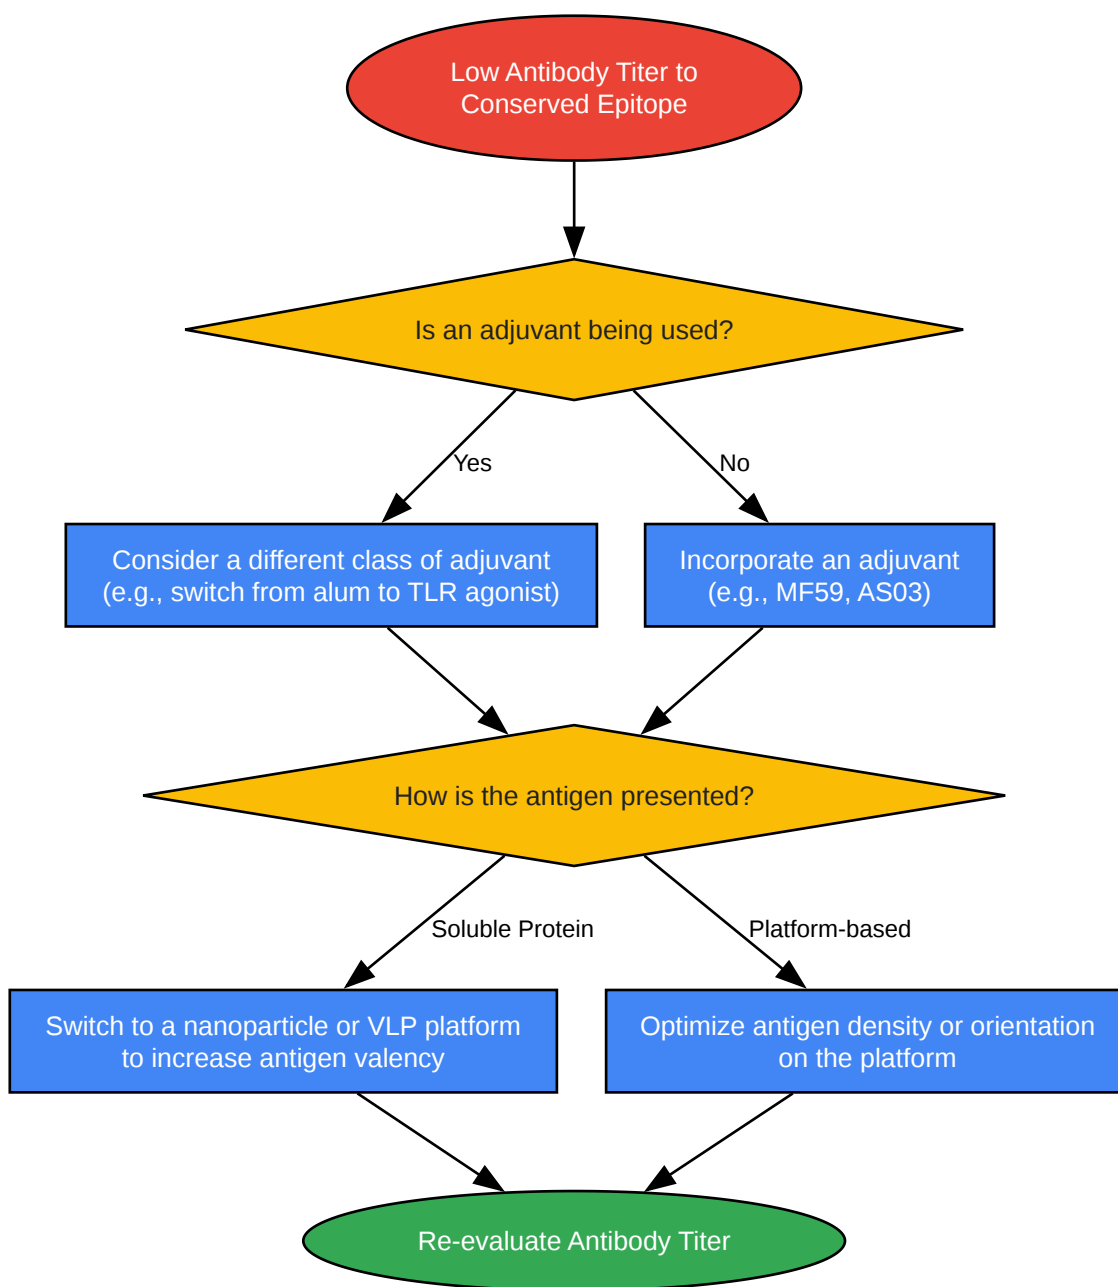 Low Antibody Titer to
Conserved Epitope
Is an adjuvant being used?
Yes
No
Consider a different class of adjuvant
(e.g., switch from alum to TLR agonist)
Incorporate an adjuvant
(e.g., MF59, AS03)
How is the antigen presented?
Soluble Protein
Platform-based
Switch to a nanoparticle or VLP platform
to increase antigen valency
Optimize antigen density or orientation
on the platform
Re-evaluate Antibody Titer